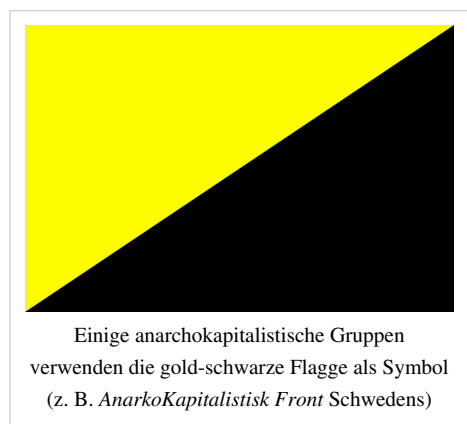 Einige anarchokapitalistische Gruppen
verwenden die gold-schwarze Flagge als Symbol
(z. B. AnarkoKapitalistisk Front Schwedens)